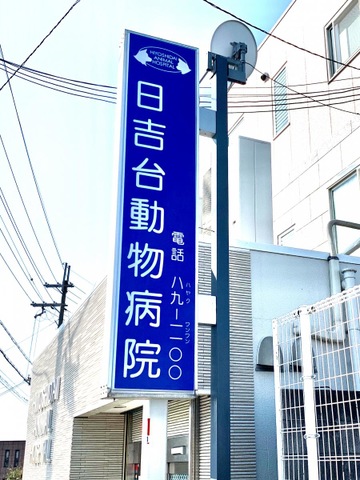 HIYOSHIDAI
ANIMAL
HOSPITAL
日吉台動物病院
電話 八九ー一一〇〇
ハヤク ワンワン